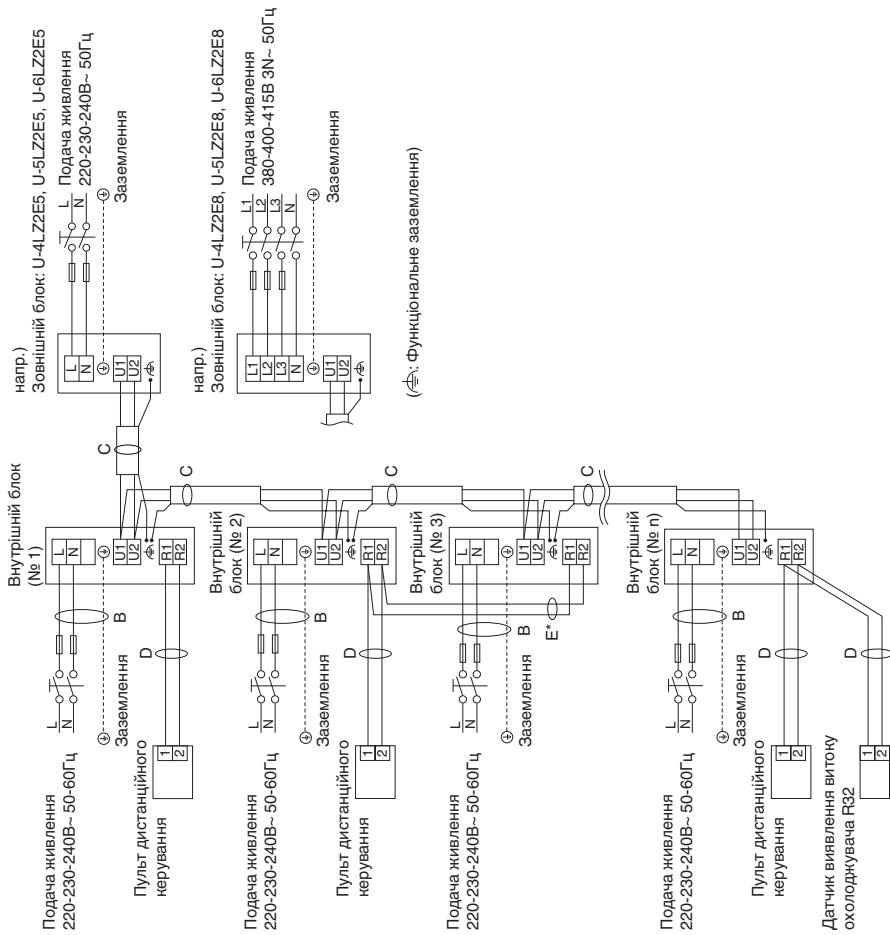 напр.)
Зовнішній блок: U-4LZ2E5, U-5LZ2E5, U-6LZ2E5
L
N
Подача живлення
220-230-240В~ 50Гц
Заземлення
L
N
U1
U2
C
напр.)
Зовнішній блок: U-4LZ2E8, U-5LZ2E8, U-6LZ2E8
L1
L2
L3
N
Подача живлення
380-400-415В 3N~ 50Гц
Заземлення
L1
L2
L3
N
U1
U2
( : Функціональне заземлення)
Внутрішній блок
(№ 1)
L
N
U1
U2
R1
R2
C
B
D
L
N
Заземлення
Подача живлення
220-230-240В~ 50-60Гц
1
2
Пульт дистанційного
керування
Внутрішній
блок (№ 2)
L
N
U1
U2
R1
R2
C
B
D
L
N
Заземлення
Подача живлення
220-230-240В~ 50-60Гц
1
2
Пульт дистанційного
керування
Внутрішній
блок (№ 3)
L
N
U1
U2
R1
R2
C
B
E*
L
N
Заземлення
Подача живлення
220-230-240В~ 50-60Гц
Внутрішній
блок (№ n)
L
N
U1
U2
R1
R2
B
D
D
L
N
Заземлення
Подача живлення
220-230-240В~ 50-60Гц
1
2
Пульт дистанційного
керування
1
2
Датчик виявлення витоку
охолоджувача R32